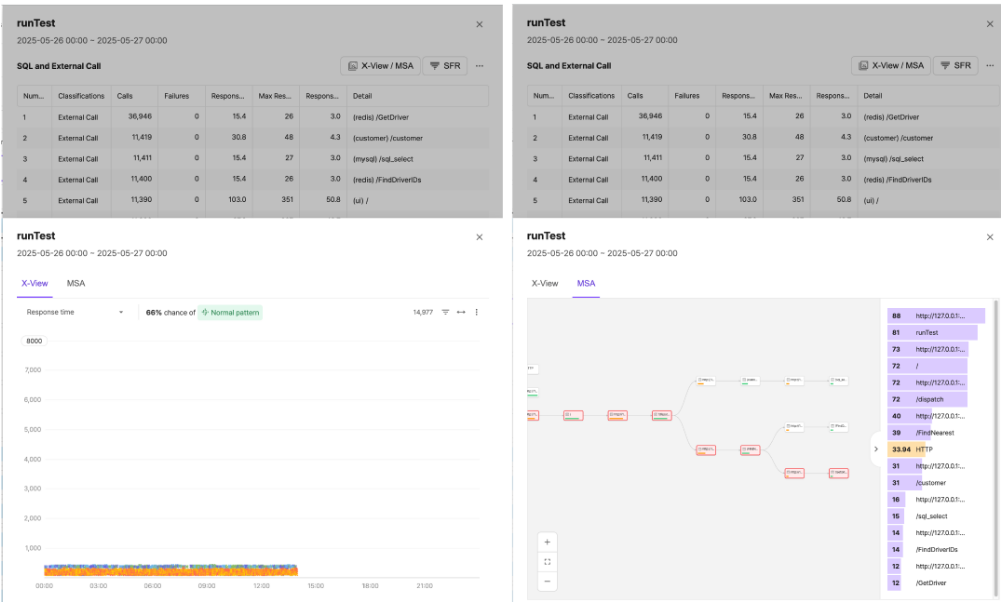 runTest
2025-05-26 00:00 ~ 2025-05-27 00:00
SQL and External Call
X-View / MSA
SFR
Num... Classifications Calls Failures Respons... Max Res... Respons... Detail
1 External Call 36,946 0 15.4 26 3.0 (redis) /GetDriver
2 External Call 11,419 0 30.8 48 4.3 (customer) /customer
3 External Call 11,411 0 15.4 27 3.0 (mysql) /sql_select
4 External Call 11,400 0 15.4 26 3.0 (redis) /FindDriverIDs
5 External Call 11,390 0 103.0 351 50.8 (ui) /
runTest
2025-05-26 00:00 ~ 2025-05-27 00:00
X-View MSA
Response time
66% chance of Normal pattern
14,977
8000
7,000
6,000
5,000
4,000
3,000
2,000
1,000
00:00 03:00 06:00 09:00 12:00 15:00 18:00 21:00
runTest
2025-05-26 00:00 ~ 2025-05-27 00:00
SQL and External Call
X-View / MSA
SFR
Num... Classifications Calls Failures Respons... Max Res... Respons... Detail
1 External Call 36,946 0 15.4 26 3.0 (redis) /GetDriver
2 External Call 11,419 0 30.8 48 4.3 (customer) /customer
3 External Call 11,411 0 15.4 27 3.0 (mysql) /sql_select
4 External Call 11,400 0 15.4 26 3.0 (redis) /FindDriverIDs
5 External Call 11,390 0 103.0 351 50.8 (ui) /
runTest
2025-05-26 00:00 ~ 2025-05-27 00:00
X-View MSA
88 http://127.0.0.1:...
81 runTest
73 http://127.0.0.1:...
72 /
72 http://127.0.0.1:...
72 /dispatch
40 http://127.0.0.1:...
39 /FindNearest
33.94 HTTP
31 http://127.0.0.1:...
31 /customer
16 http://127.0.0.1:...
15 /sql_select
14 http://127.0.0.1:...
14 /FindDriverIDs
12 http://127.0.0.1:...
12 /GetDriver